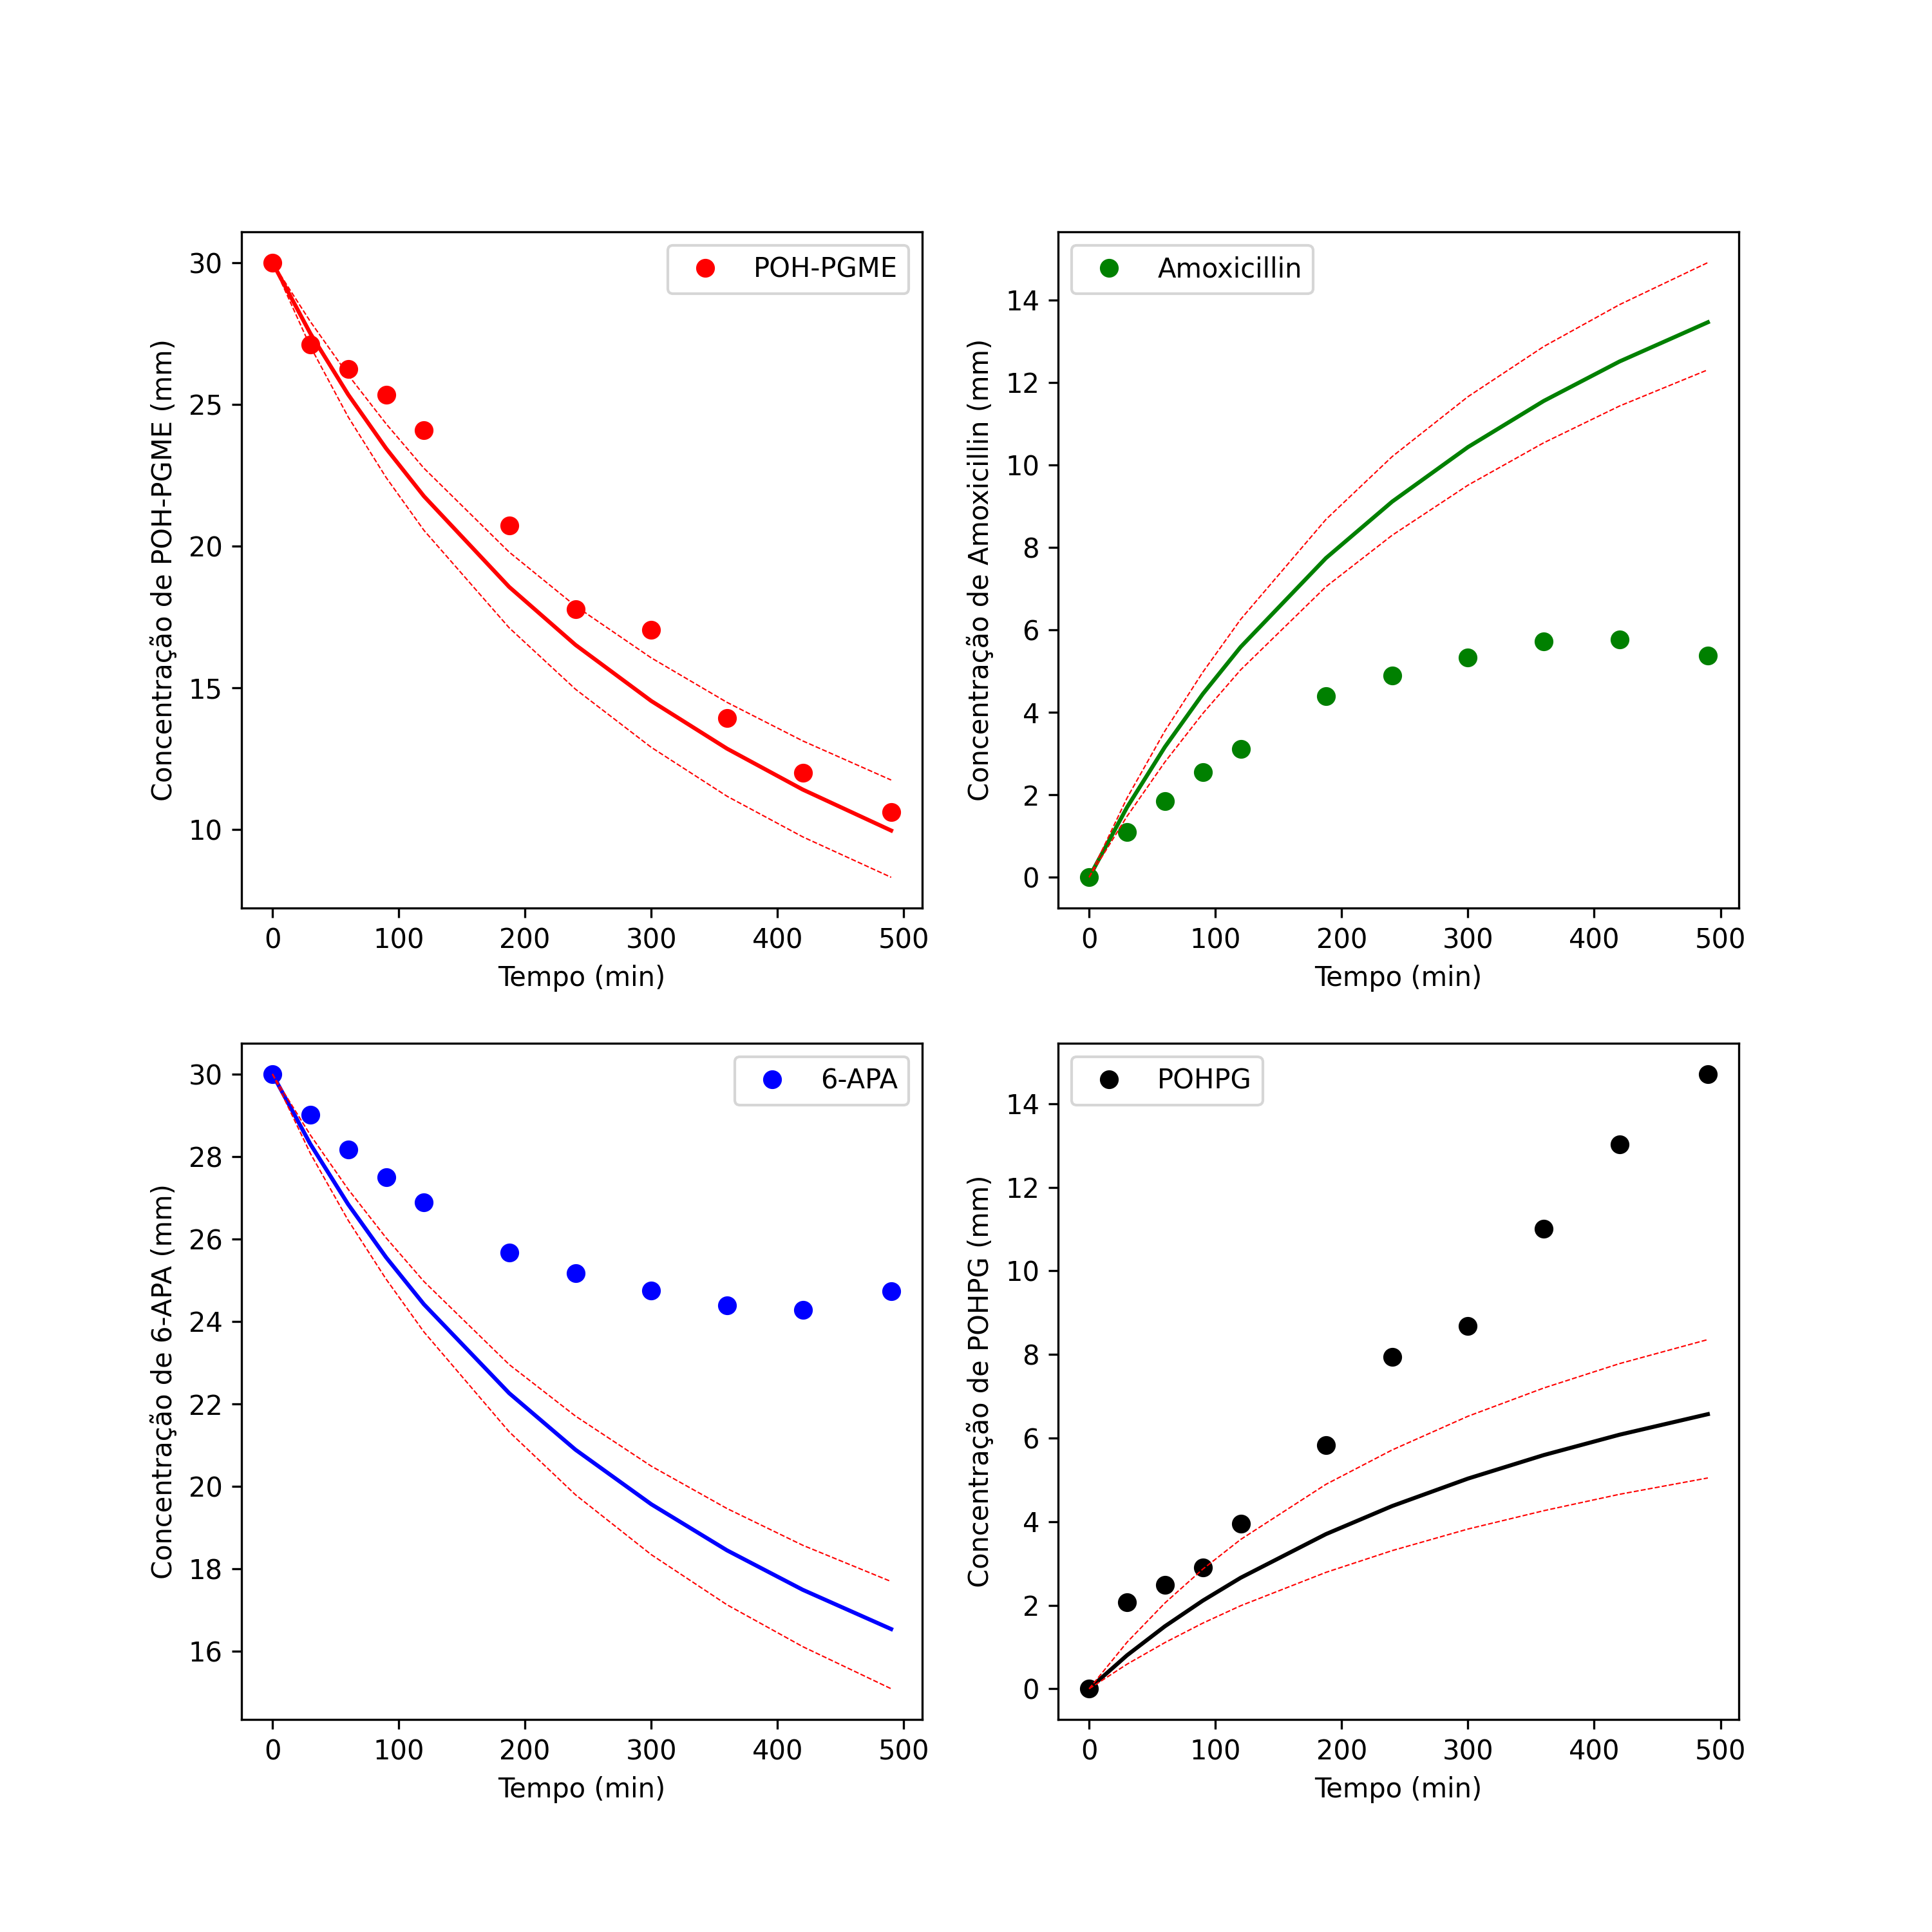 POH-PGME
Concentração de POH-PGME (mm)
30
25
20
15
10
0 100 200 300 400 500
Tempo (min)
Amoxicillin
Concentração de Amoxicillin (mm)
14
12
10
8
6
4
2
0
0 100 200 300 400 500
Tempo (min)
6-APA
Concentração de 6-APA (mm)
30
28
26
24
22
20
18
16
0 100 200 300 400 500
Tempo (min)
POHPG
Concentração de POHPG (mm)
14
12
10
8
6
4
2
0
0 100 200 300 400 500
Tempo (min)